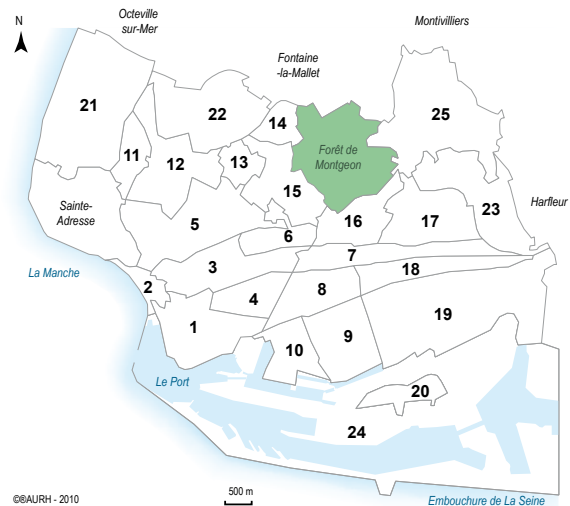 Octeville
sur-Mer
Montivilliers
N
Fontaine
-la-Mallet
21
22
25
14
11
12
13
Forêt de
Montgeon
15
Sainte-
Adresse
5
16
17
23
Harfleur
6
7
La Manche
3
18
2
4
8
19
1
9
10
Le Port
20
24
©®AURH - 2010
500 m
Embouchure de La Seine